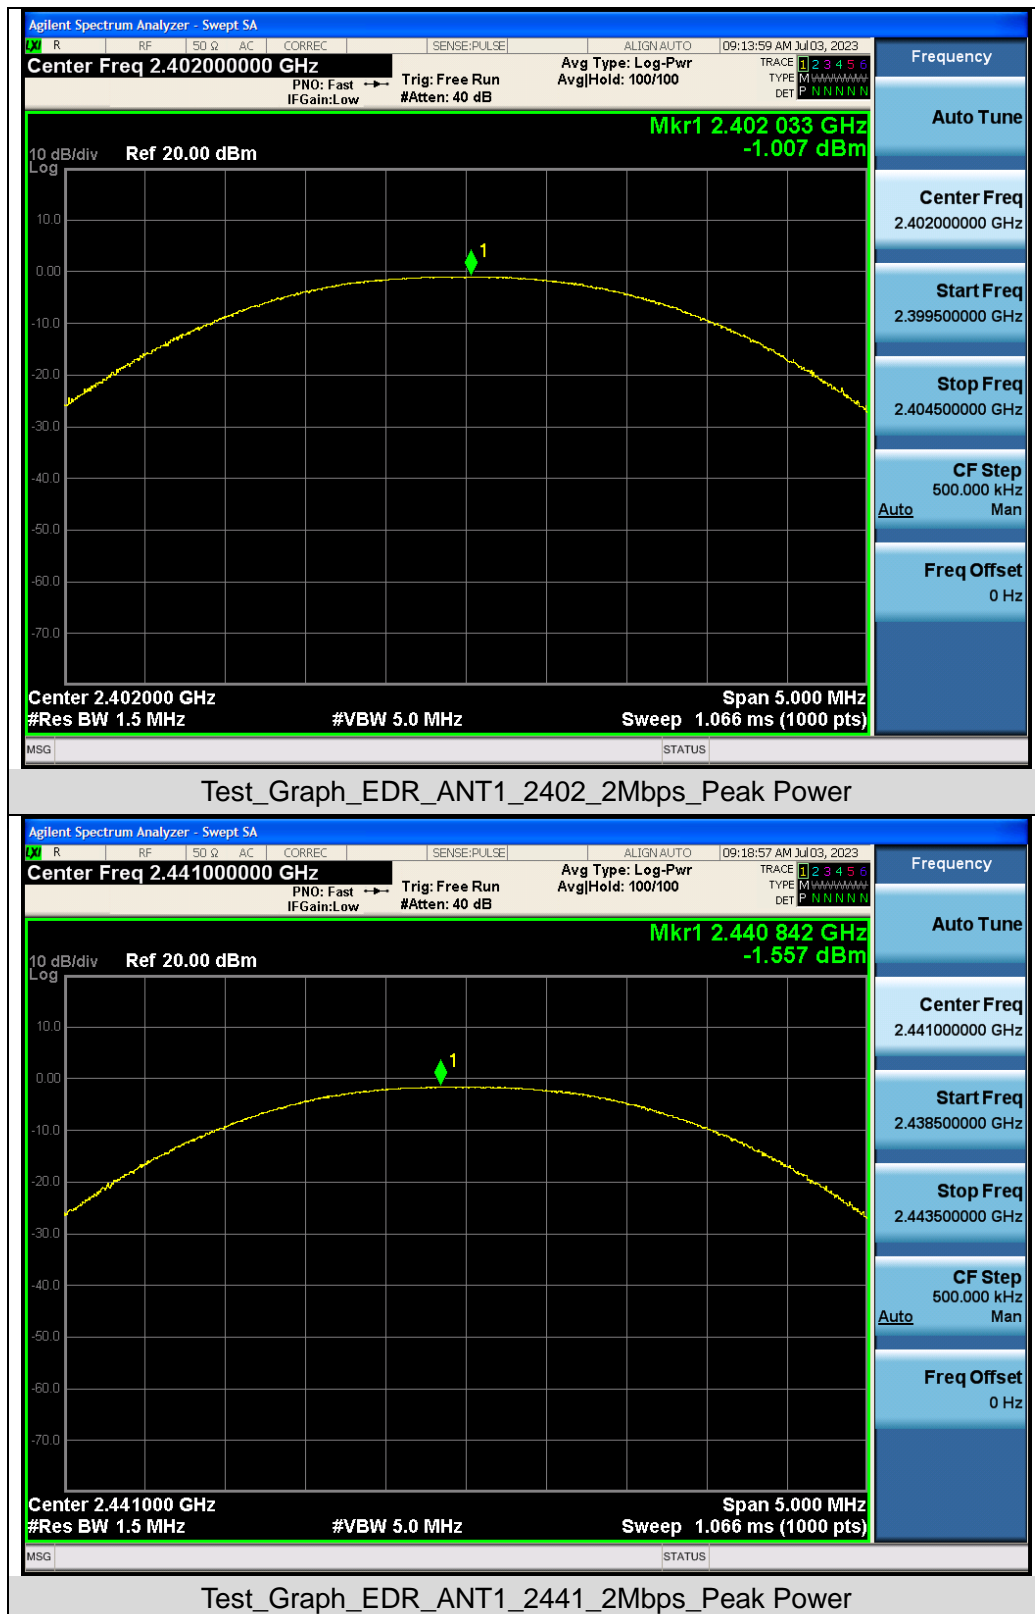 Agilent Spectrum Analyzer - Swept SA
LXI R RF 50 Ω AC CORREC SENSE:PULSE ALIGN AUTO 09:13:59 AM Jul 03, 2023
Center Freq 2.402000000 GHz
PNO: Fast
IFGain:Low
Trig: Free Run
#Atten: 40 dB
Avg Type: Log-Pwr
Avg|Hold: 100/100
TRACE 1 2 3 4 5 6
TYPE M W W W W W
DET P N N N N N
Mkr1 2.402 033 GHz
-1.007 dBm
10 dB/div Ref 20.00 dBm
Log
10.0
0.00
-10.0
-20.0
-30.0
-40.0
-50.0
-60.0
-70.0
1
Center 2.402000 GHz Span 5.000 MHz
#Res BW 1.5 MHz #VBW 5.0 MHz Sweep 1.066 ms (1000 pts)
MSG STATUS
Frequency
Auto Tune
Center Freq
2.402000000 GHz
Start Freq
2.399500000 GHz
Stop Freq
2.404500000 GHz
CF Step
500.000 kHz
Auto Man
Freq Offset
0 Hz
Test_Graph_EDR_ANT1_2402_2Mbps_Peak Power
Agilent Spectrum Analyzer - Swept SA
LXI R RF 50 Ω AC CORREC SENSE:PULSE ALIGN AUTO 09:18:57 AM Jul 03, 2023
Center Freq 2.441000000 GHz
PNO: Fast
IFGain:Low
Trig: Free Run
#Atten: 40 dB
Avg Type: Log-Pwr
Avg|Hold: 100/100
TRACE 1 2 3 4 5 6
TYPE M W W W W W
DET P N N N N N
Mkr1 2.440 842 GHz
-1.557 dBm
10 dB/div Ref 20.00 dBm
Log
10.0
0.00
-10.0
-20.0
-30.0
-40.0
-50.0
-60.0
-70.0
1
Center 2.441000 GHz Span 5.000 MHz
#Res BW 1.5 MHz #VBW 5.0 MHz Sweep 1.066 ms (1000 pts)
MSG STATUS
Frequency
Auto Tune
Center Freq
2.441000000 GHz
Start Freq
2.438500000 GHz
Stop Freq
2.443500000 GHz
CF Step
500.000 kHz
Auto Man
Freq Offset
0 Hz
Test_Graph_EDR_ANT1_2441_2Mbps_Peak Power